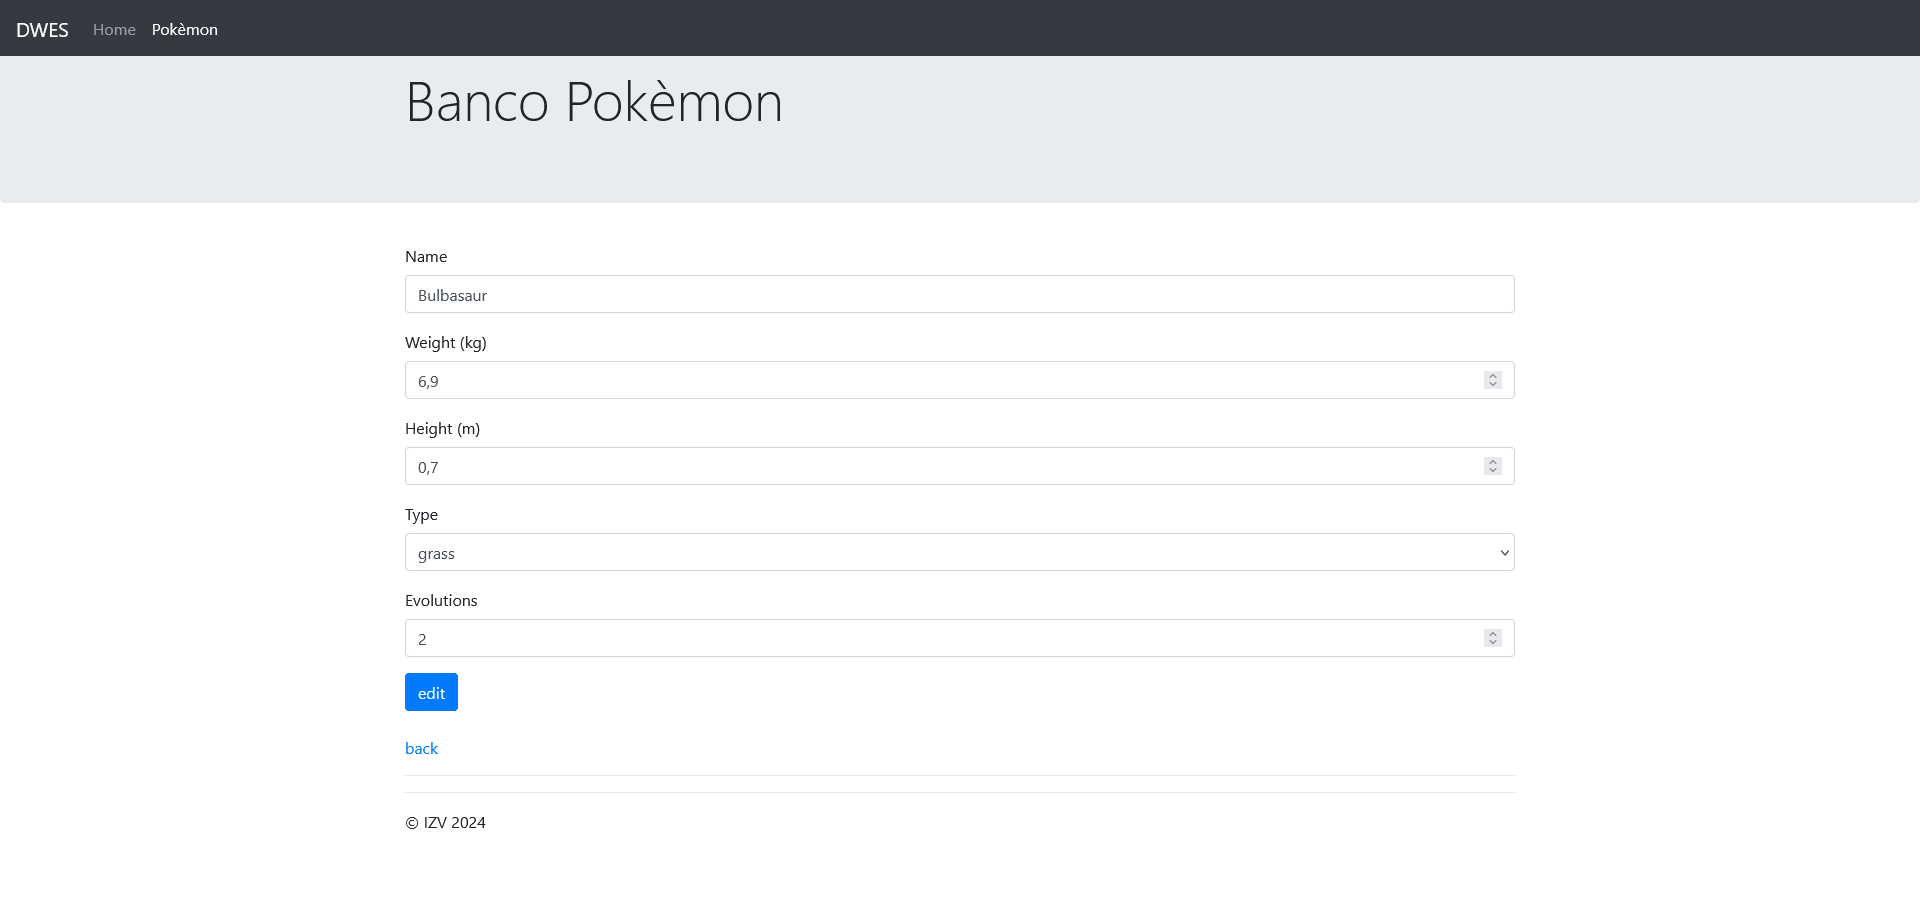 DWES Home Pokèmon
Banco Pokèmon
Name
Bulbasaur
Weight (kg)
6,9
Height (m)
0,7
Type
grass
Evolutions
2
edit
back
© IZV 2024